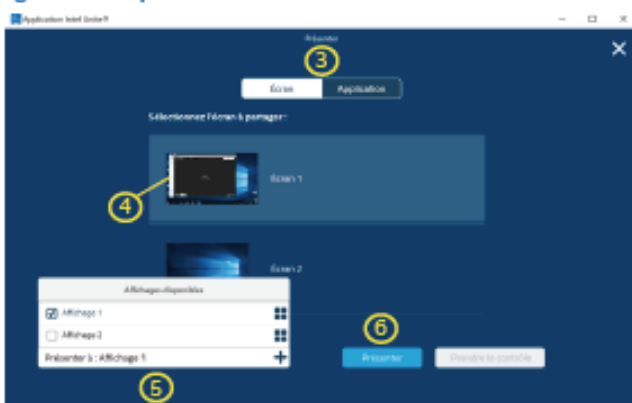 Application Intel Unite®
Présenter
3
Écran Application
Sélectionnez l'écran à partager :
Écran 1
4
Écran 2
Affichages disponibles
Affichage 1
Affichage 2
Présenter à : Affichage 1
6
Présenter Prendre le contrôle
5